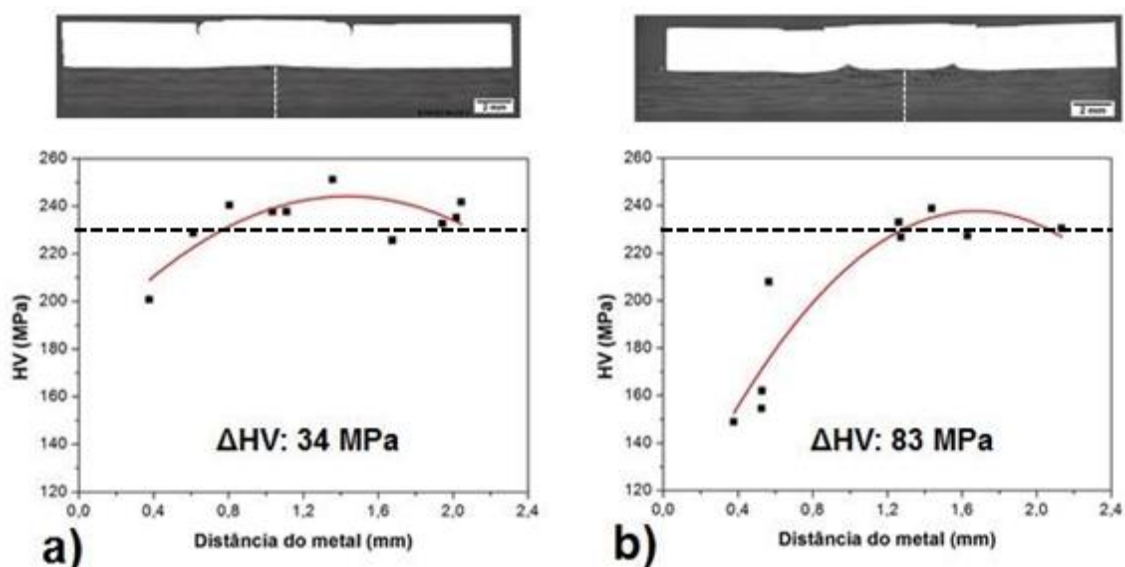 2 mm
2 mm
260
240
220
200
180
160
140
120
HV (MPa)
ΔHV: 34 MPa
0,0 0,4 0,8 1,2 1,6 2,0 2,4
Distância do metal (mm)
a)
260
240
220
200
180
160
140
120
HV (MPa)
ΔHV: 83 MPa
0,0 0,4 0,8 1,2 1,6 2,0 2,4
Distância do metal (mm)
b)